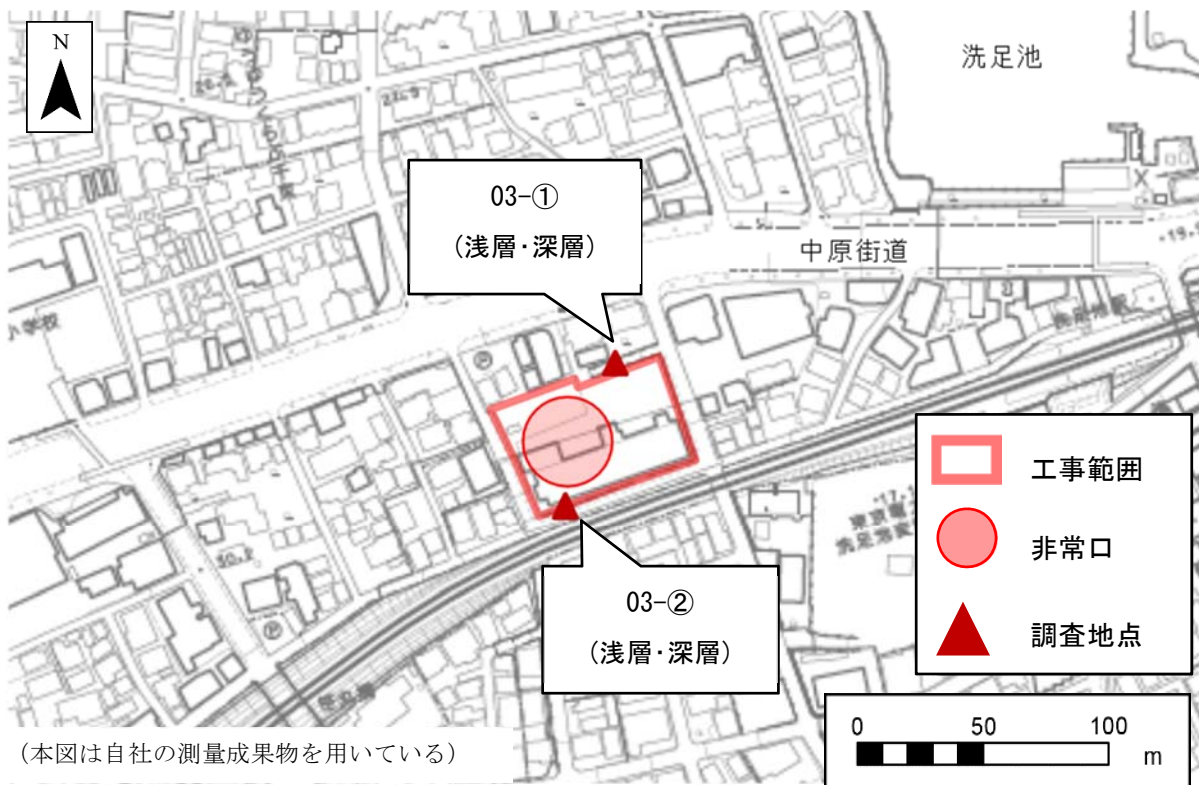 N
洗足池
03-①
(浅層・深層)
中原街道
小学校
03-②
(浅層・深層)
工事範囲
非常口
調査地点
0 50 100
m
(本図は自社の測量成果物を用いている)